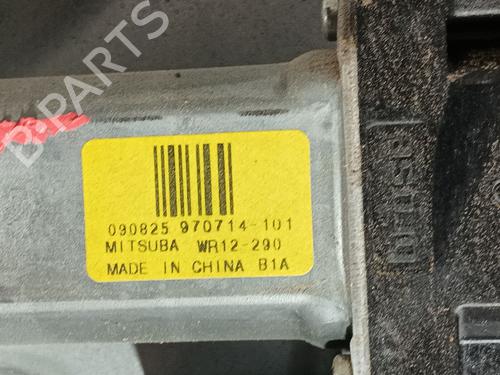 B-PARTS
090825 970714-101
MITSUBA WR12-290
MADE IN CHINA B1A